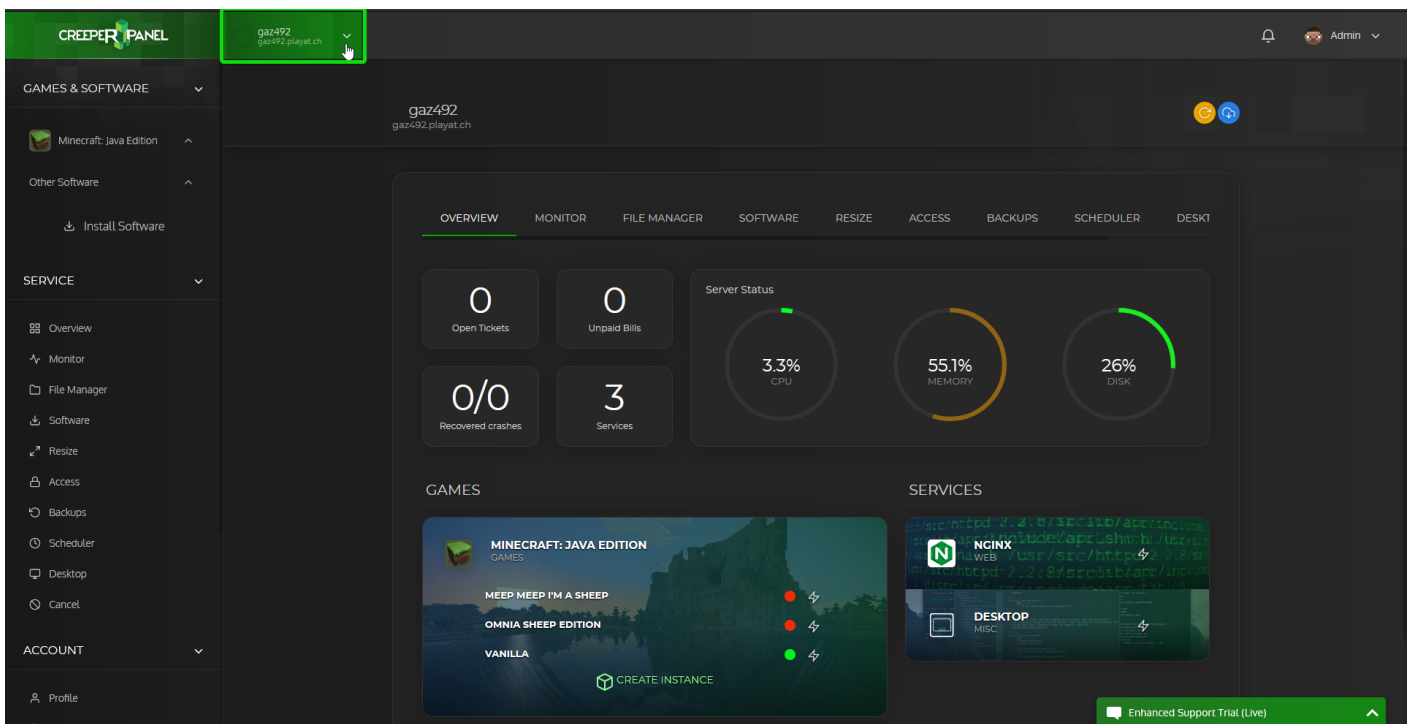 CREEPER PANEL
gaz492
gaz492.playat.ch
Admin
GAMES & SOFTWARE
Minecraft: Java Edition
Other Software
Install Software
SERVICE
Overview
Monitor
File Manager
Software
Resize
Access
Backups
Scheduler
Desktop
Cancel
ACCOUNT
Profile
gaz492
gaz492.playat.ch
OVERVIEW MONITOR FILE MANAGER SOFTWARE RESIZE ACCESS BACKUPS SCHEDULER DESKT
0
Open Tickets
0
Unpaid Bills
0/0
Recovered crashes
3
Services
Server Status
3.3%
CPU
55.1%
MEMORY
26%
DISK
GAMES
MINECRAFT: JAVA EDITION
GAMES
MEEP MEEP I'M A SHEEP
OMNIA SHEEP EDITION
VANILLA
CREATE INSTANCE
SERVICES
N
NGINX
WEB
DESKTOP
MISC
Enhanced Support Trial (Live)